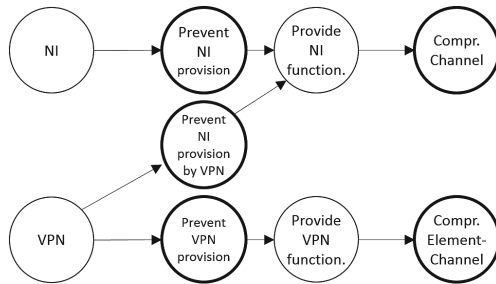 NI
Prevent
NI
provision
Provide
NI
function.
Compr.
Channel
Prevent
NI
provision
by VPN
VPN
Prevent
VPN
provision
Provide
VPN
function.
Compr.
Element-
Channel